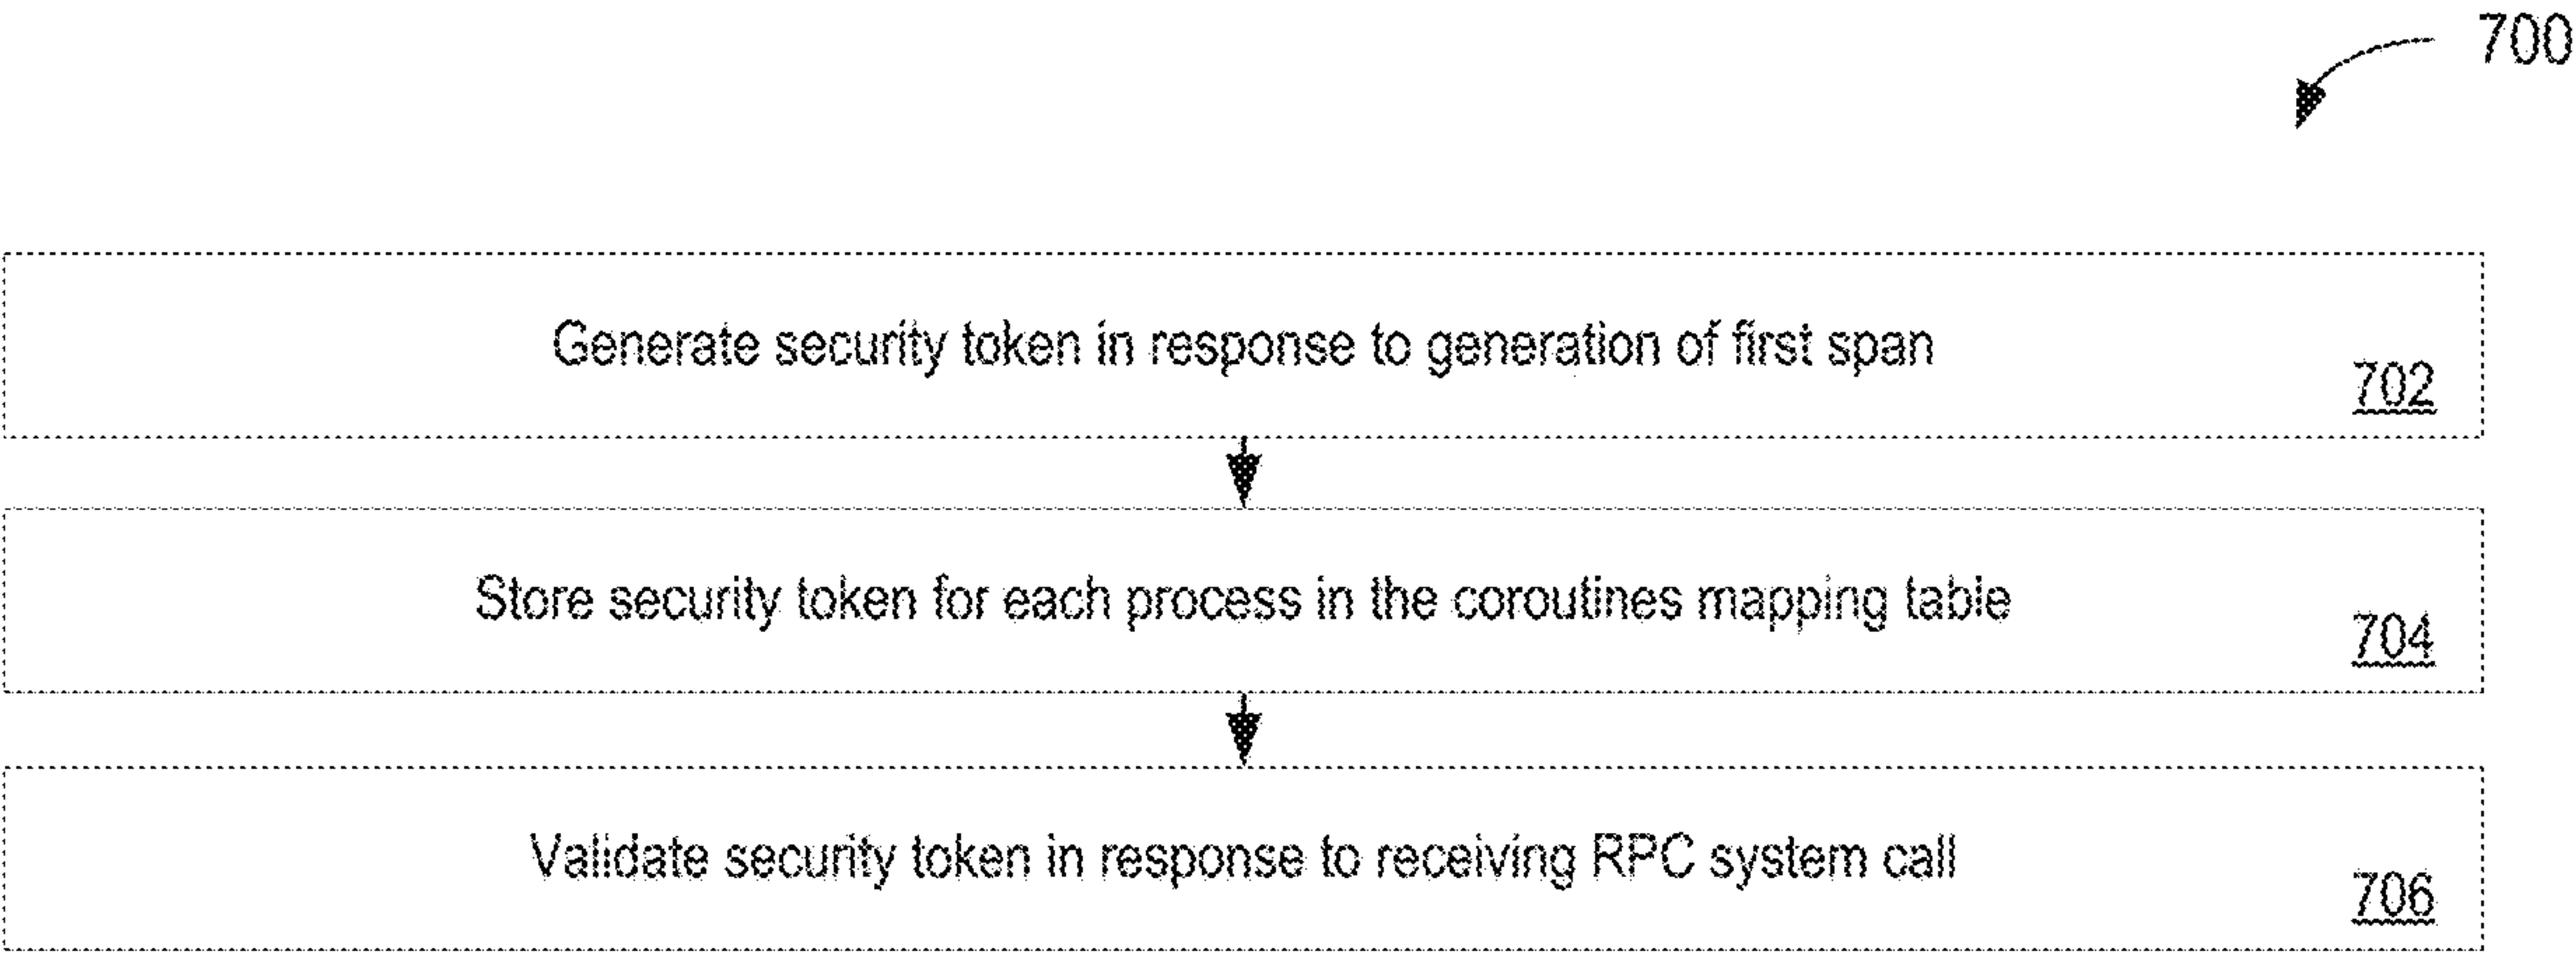 700
Generate security token in response to generation of first span
702
Store security token for each process in the coroutines mapping table
704
Validate security token in response to receiving RPC system call
706